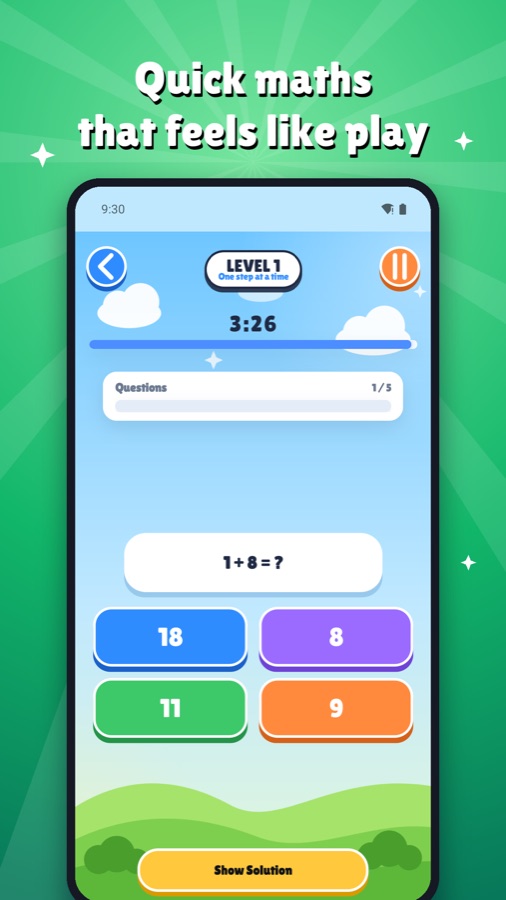 Quick maths
that feels like play
9:30
LEVEL 1
One step at a time
3:26
Questions 1/5
1 + 8 = ?
18 8
11 9
Show Solution